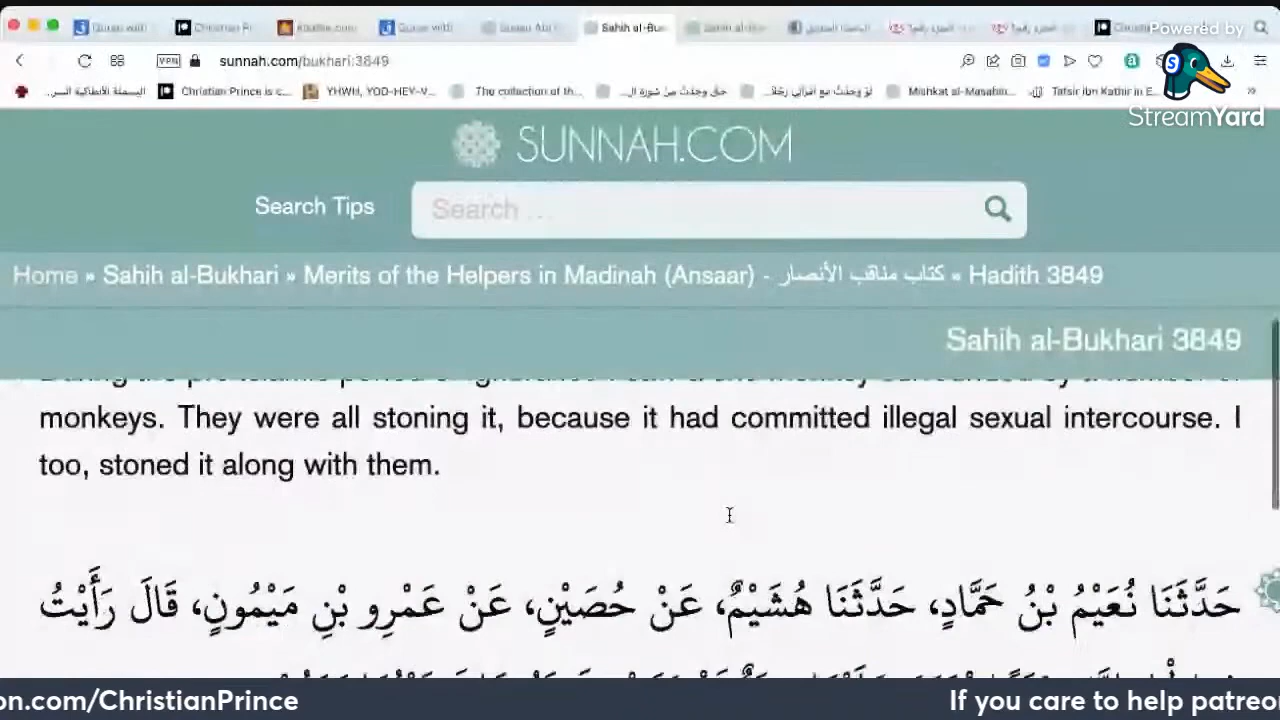 Powered by
StreamYard
sunnah.com/bukhari:3849
VPN
Christian Prince is c...
YHWH, YOD-HEY-V...
The collection of th...
Mishkat al-Masabih...
Tafsir ibn Kathir in E...
SUNNAH.COM
Search Tips
Search ...
Home » Sahih al-Bukhari » Merits of the Helpers in Madinah (Ansaar) - كتاب مناقب الأنصار » Hadith 3849
Sahih al-Bukhari 3849
monkeys. They were all stoning it, because it had committed illegal sexual intercourse. I
too, stoned it along with them.
حَدَّثَنَا نُعَيْمُ بْنُ حَمَّادٍ، حَدَّثَنَا هُشَيْمٌ، عَنْ حُصَيْنٍ، عَنْ عَمْرِو بْنِ مَيْمُونٍ، قَالَ رَأَيْتُ
on.com/ChristianPrince
If you care to help patreo